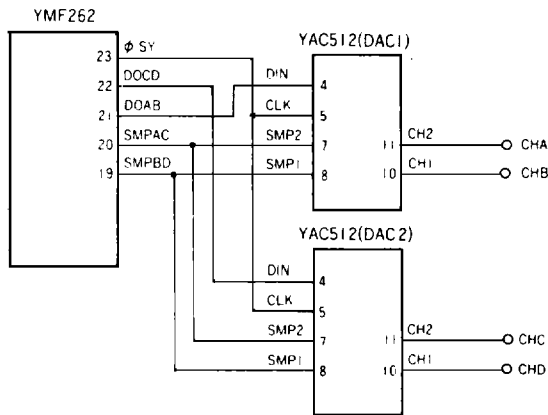 YMF262
YAC512(DAC1)
23 φ SY
22 DOCD
21 DOAB
20 SMPAC
19 SMPBD
DIN 4
CLK 5
SMP2 7
SMP1 8
11 CH2 CHA
10 CH1 CHB
YAC512(DAC2)
DIN 4
CLK 5
SMP2 7
SMP1 8
11 CH2 CHC
10 CH1 CHD